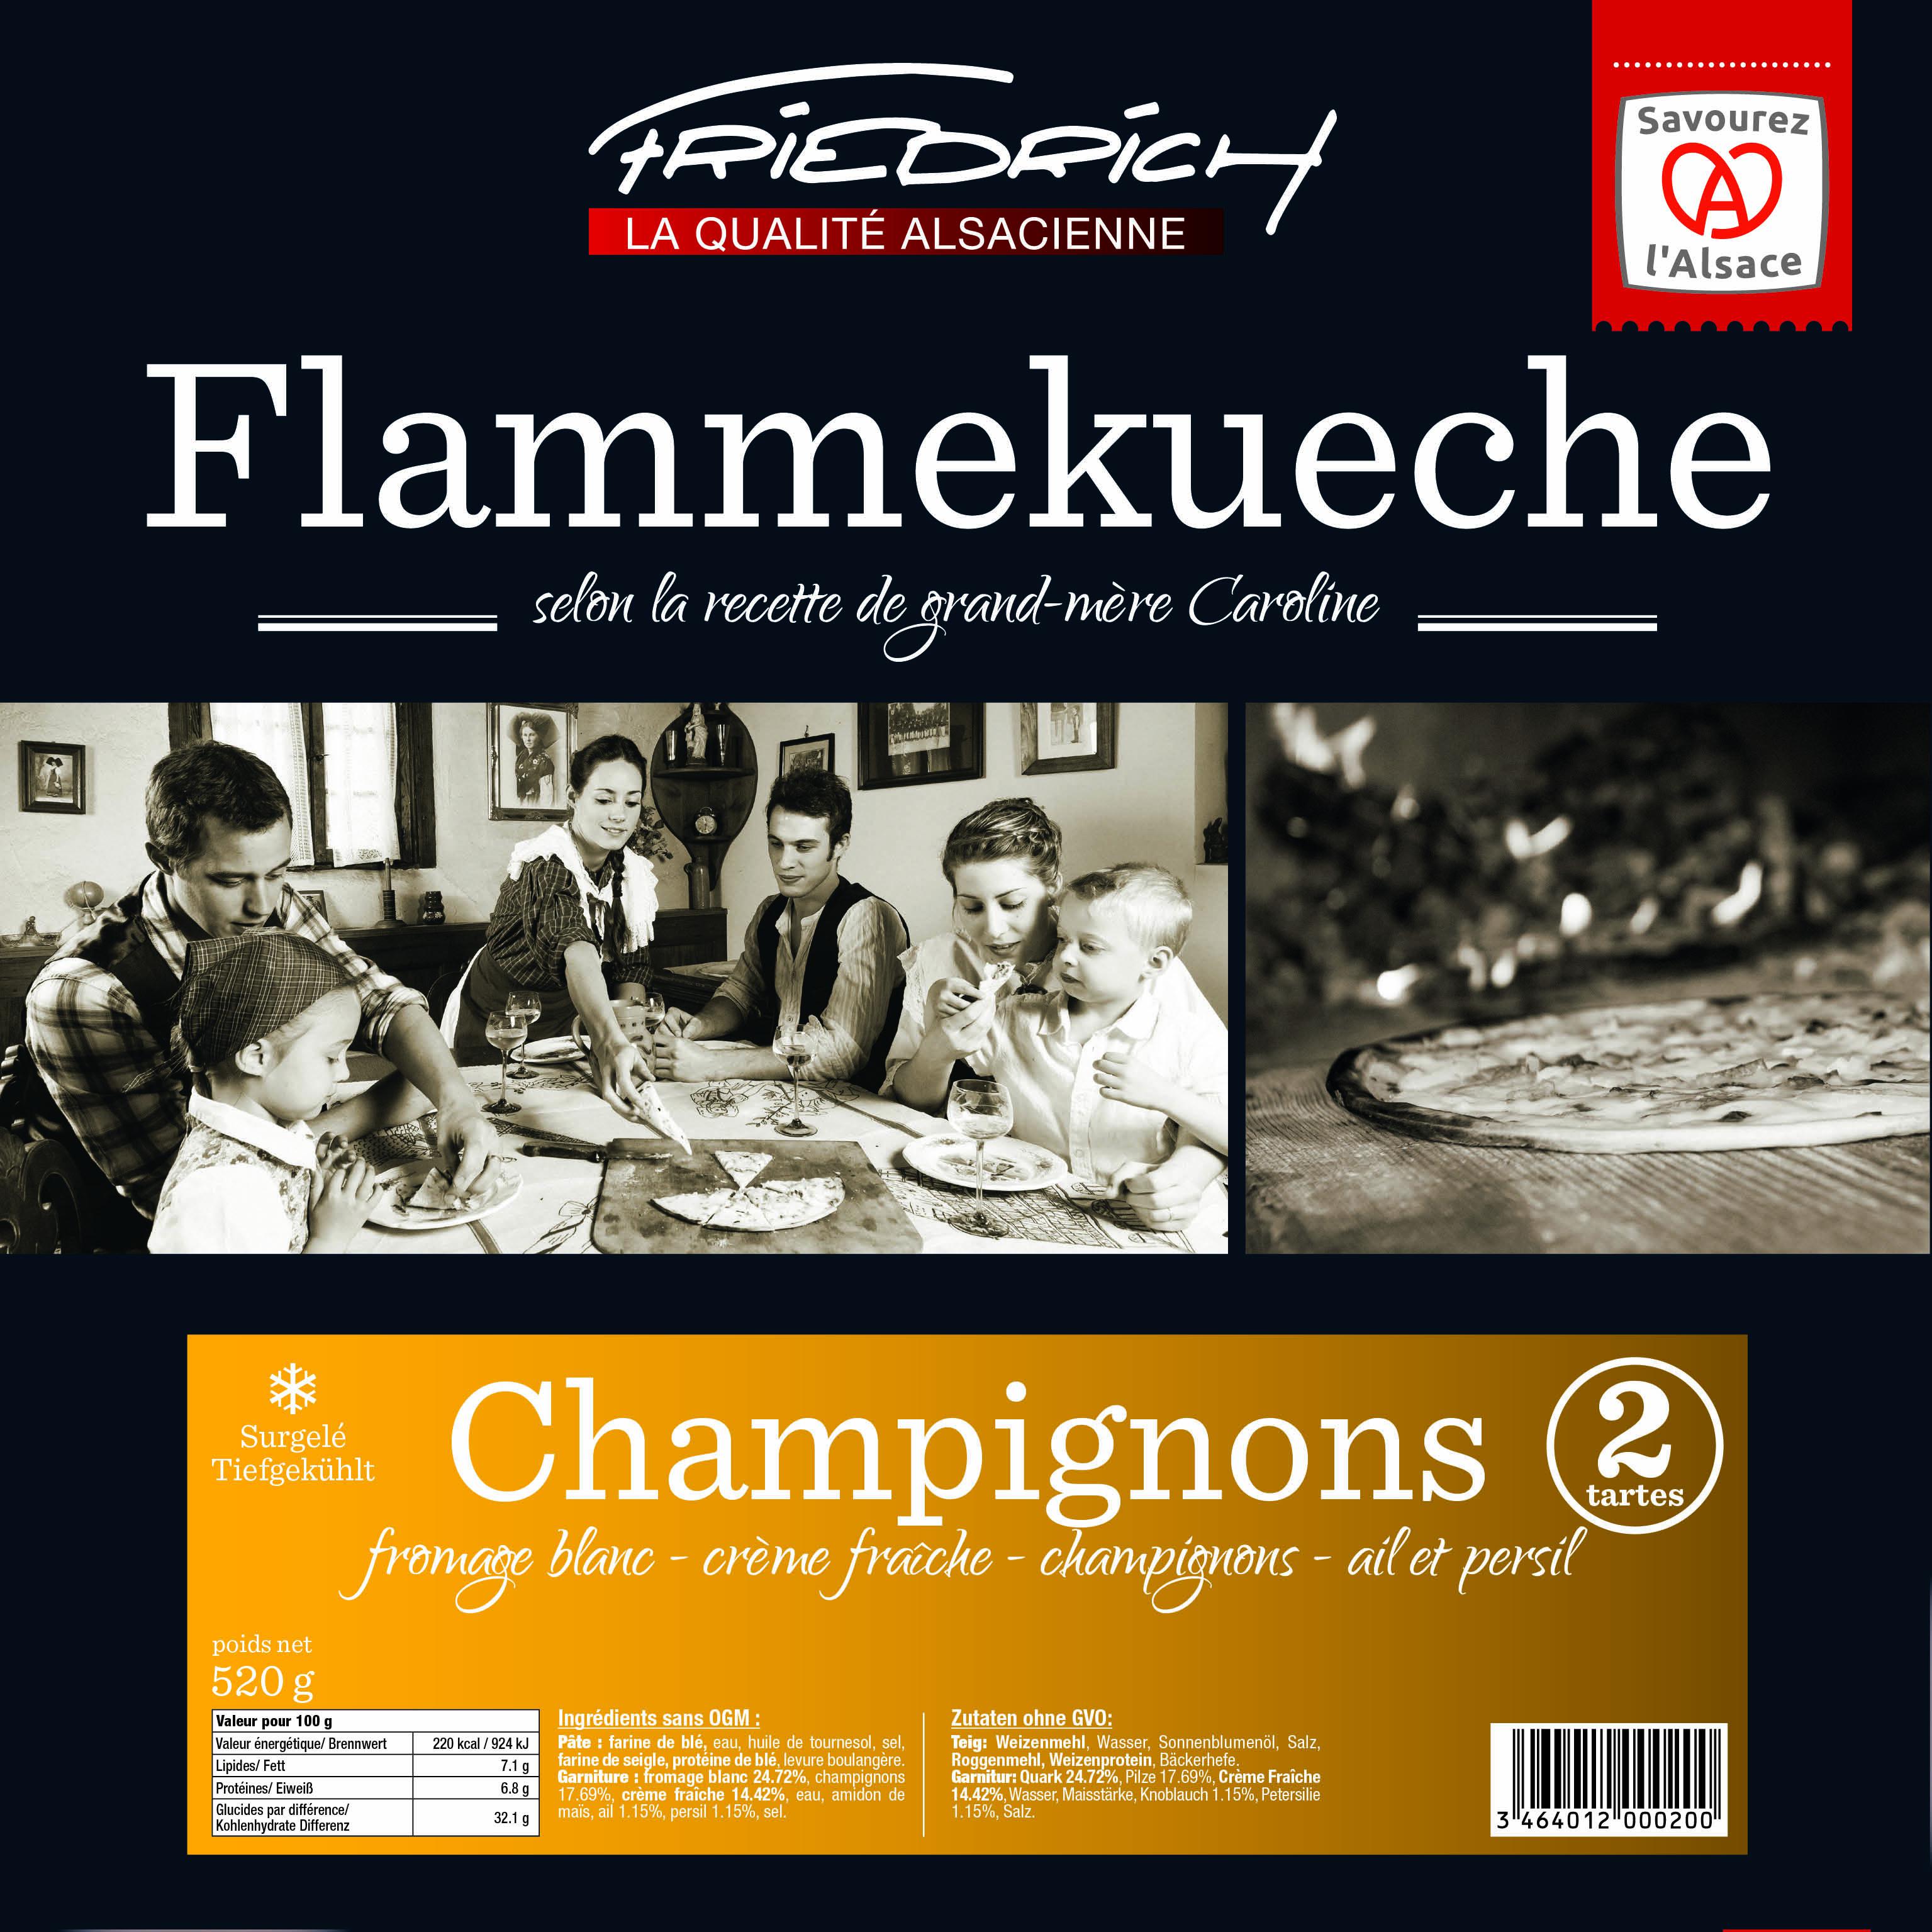 FRIEDRICH
LA QUALITÉ ALSACIENNE
Savourez
A
l'Alsace
Flammekueche
selon la recette de grand-mère Caroline
Surgelé
Tiefgekühlt
Champignons
2
tartes
fromage blanc - crème fraîche - champignons - ail et persil
poids net
520 g
Valeur pour 100 g
Valeur énergétique/ Brennwert 220 kcal / 924 kJ
Lipides/ Fett 7.1 g
Protéines/ Eiweiß 6.8 g
Glucides par différence/
Kohlenhydrate Differenz 32.1 g
Ingrédients sans OGM :
Pâte : farine de blé, eau, huile de tournesol, sel,
farine de seigle, protéine de blé, levure boulangère.
Garniture : fromage blanc 24.72%, champignons
17.69%, crème fraîche 14.42%, eau, amidon de
maïs, ail 1.15%, persil 1.15%, sel.
Zutaten ohne GVO:
Teig: Weizenmehl, Wasser, Sonnenblumenöl, Salz,
Roggenmehl, Weizenprotein, Bäckerhefe.
Garnitur: Quark 24.72%, Pilze 17.69%, Crème Fraîche
14.42%, Wasser, Maisstärke, Knoblauch 1.15%, Petersilie
1.15%, Salz.
3 464012 000200